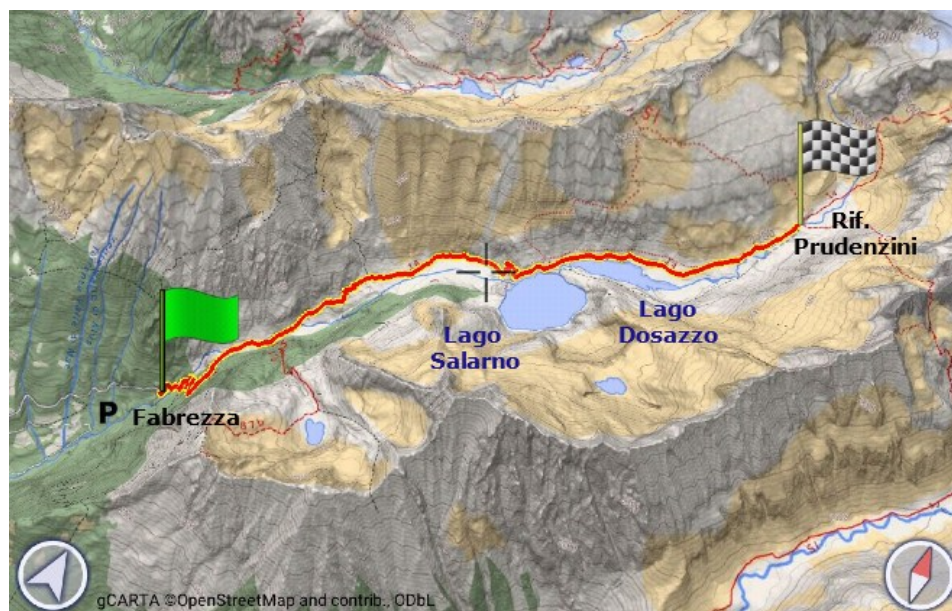 Rif.
Prudenzini
Lago
Dosazzo
Lago
Salarno
P
Fabrezza
gCARTA ©OpenStreetMap and contrib., ODbL